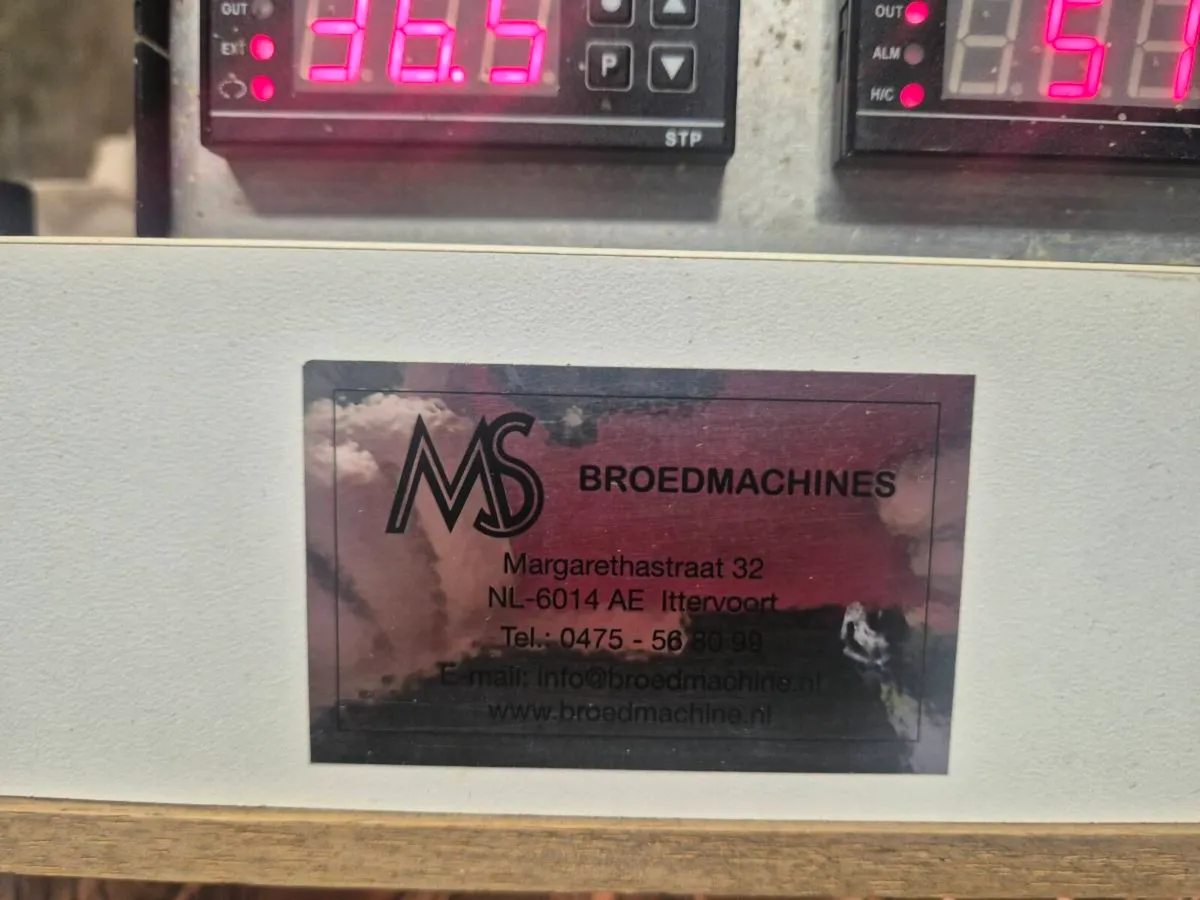 OUT
EXT
36.5
P
STP
OUT
ALM
H/C
51
MS
BROEDMACHINES
Margarethastraat 32
NL-6014 AE Ittervoort
Tel.: 0475 - 56 80 99
E-mail: info@broedmachine.nl
www.broedmachine.nl